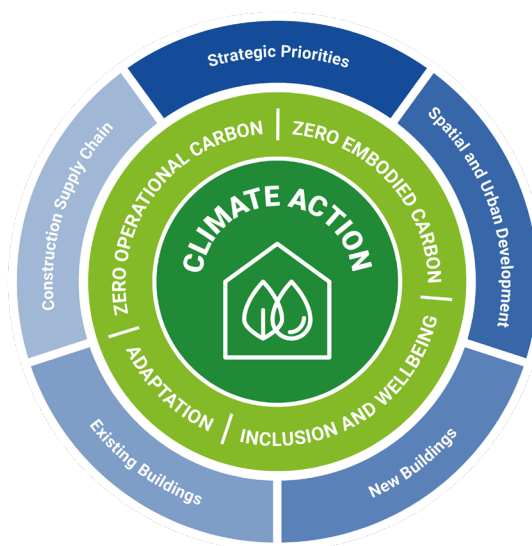 Strategic Priorities
Spatial and Urban Development
New Buildings
Existing Buildings
Construction Supply Chain
ZERO OPERATIONAL CARBON
ZERO EMBODIED CARBON
INCLUSION AND WELLBEING
ADAPTATION
CLIMATE ACTION